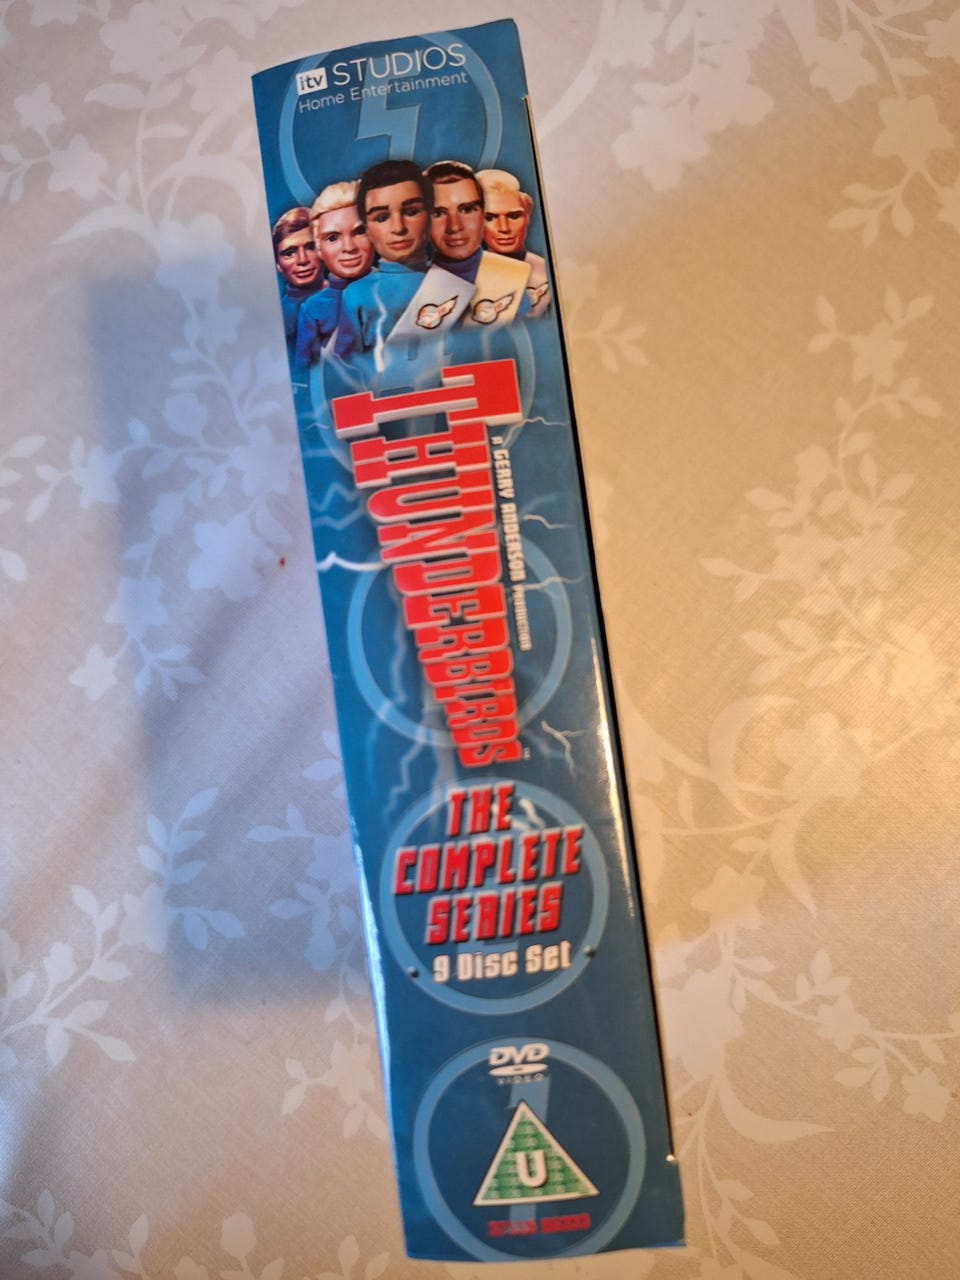 itv STUDIOS
Home Entertainment
THUNDERBIRDS
A GERRY ANDERSON PRODUCTION
THE
COMPLETE
SERIES
9 Disc Set
DVD
VIDEO
U